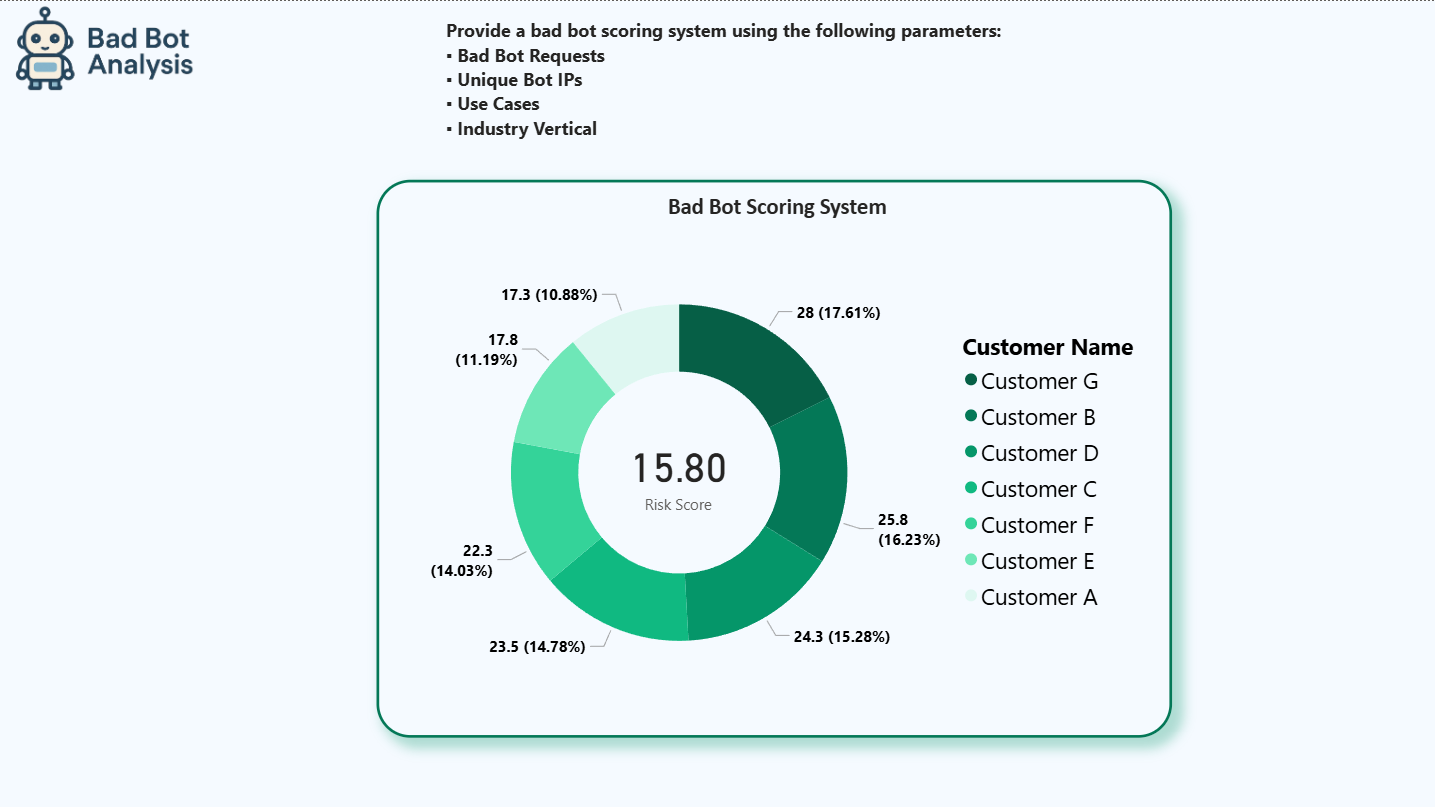 Bad Bot
Analysis
Provide a bad bot scoring system using the following parameters:
▪ Bad Bot Requests
▪ Unique Bot IPs
▪ Use Cases
▪ Industry Vertical
Bad Bot Scoring System
17.3 (10.88%)
28 (17.61%)
17.8
(11.19%)
15.80
Risk Score
25.8
(16.23%)
22.3
(14.03%)
24.3 (15.28%)
23.5 (14.78%)
Customer Name
Customer G
Customer B
Customer D
Customer C
Customer F
Customer E
Customer A